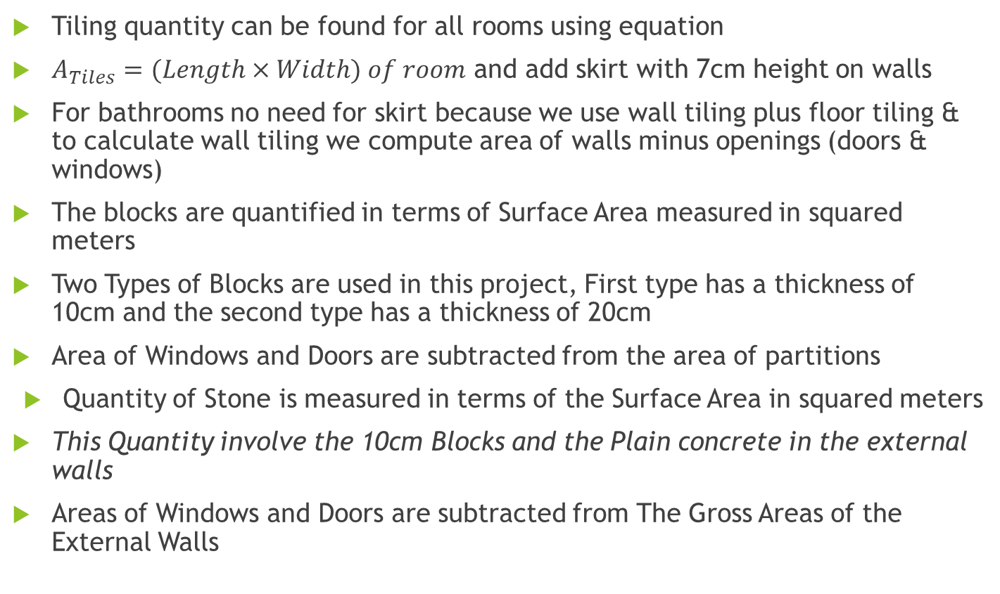 Tiling quantity can be found for all rooms using equation
A_Tiles = (Length × Width) of room and add skirt with 7cm height on walls
For bathrooms no need for skirt because we use wall tiling plus floor tiling &
to calculate wall tiling we compute area of walls minus openings (doors &
windows)
The blocks are quantified in terms of Surface Area measured in squared
meters
Two Types of Blocks are used in this project, First type has a thickness of
10cm and the second type has a thickness of 20cm
Area of Windows and Doors are subtracted from the area of partitions
Quantity of Stone is measured in terms of the Surface Area in squared meters
This Quantity involve the 10cm Blocks and the Plain concrete in the external
walls
Areas of Windows and Doors are subtracted from The Gross Areas of the
External Walls